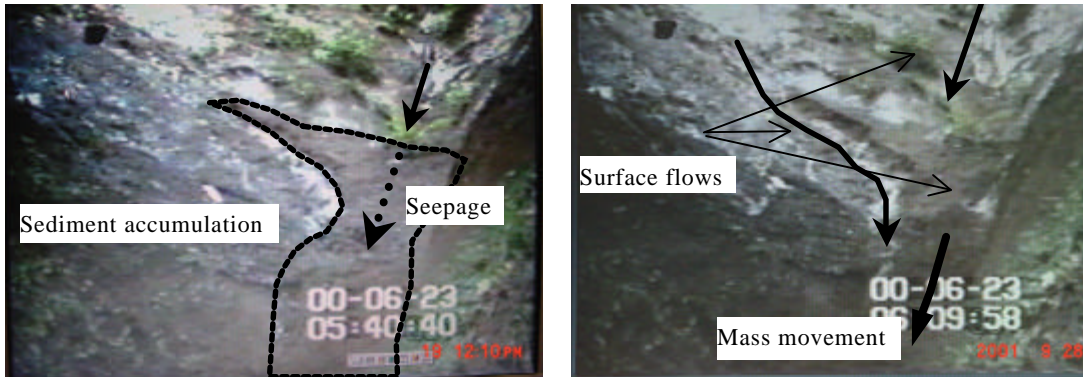 Sediment accumulation
Seepage
00-06-23
05:40:40
12:10PM
Surface flows
00-06-23
06:09:58
Mass movement
2001 9 28